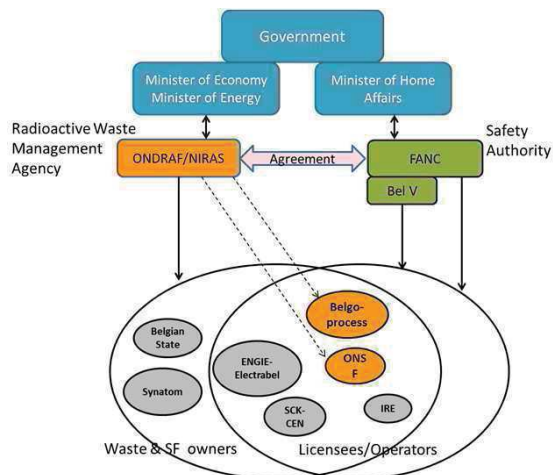 Government
Minister of Economy
Minister of Energy
Minister of Home
Affairs
Radioactive Waste
Management
Agency
ONDRAF/NIRAS
Agreement
FANC
Safety
Authority
Bel V
Belgo-
process
Belgian
State
ENGIE-
Electrabel
ONS
F
Synatom
SCK-
CEN
IRE
Waste & SF owners
Licensees/Operators